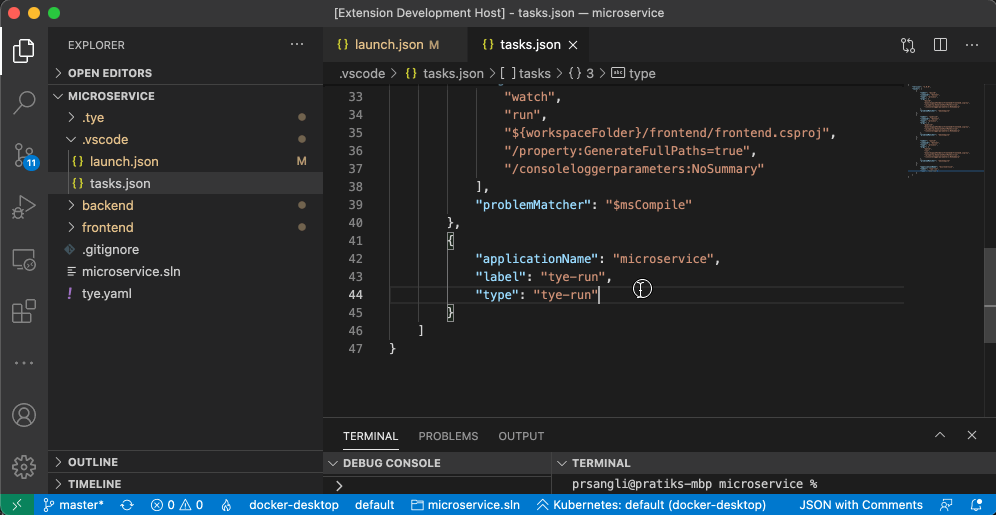 [Extension Development Host] - tasks.json — microservice
EXPLORER
OPEN EDITORS
MICROSERVICE
.tye
.vscode
{} launch.json M
{} tasks.json
backend
frontend
.gitignore
microservice.sln
! tye.yaml
OUTLINE
TIMELINE
11
{} launch.json M
{} tasks.json
.vscode > {} tasks.json > [ ] tasks > {} 3 > abc type
33 "watch",
34 "run",
35 "${workspaceFolder}/frontend/frontend.csproj",
36 "/property:GenerateFullPaths=true",
37 "/consoleloggerparameters:NoSummary"
38 ],
39 "problemMatcher": "$msCompile"
40 },
41 {
42 "applicationName": "microservice",
43 "label": "tye-run",
44 "type": "tye-run"
45 }
46 ]
47 }
TERMINAL PROBLEMS OUTPUT
DEBUG CONSOLE
>
TERMINAL
prsangli@pratiks-mbp microservice %
master* 0 0 docker-desktop default microservice.sln Kubernetes: default (docker-desktop) JSON with Comments